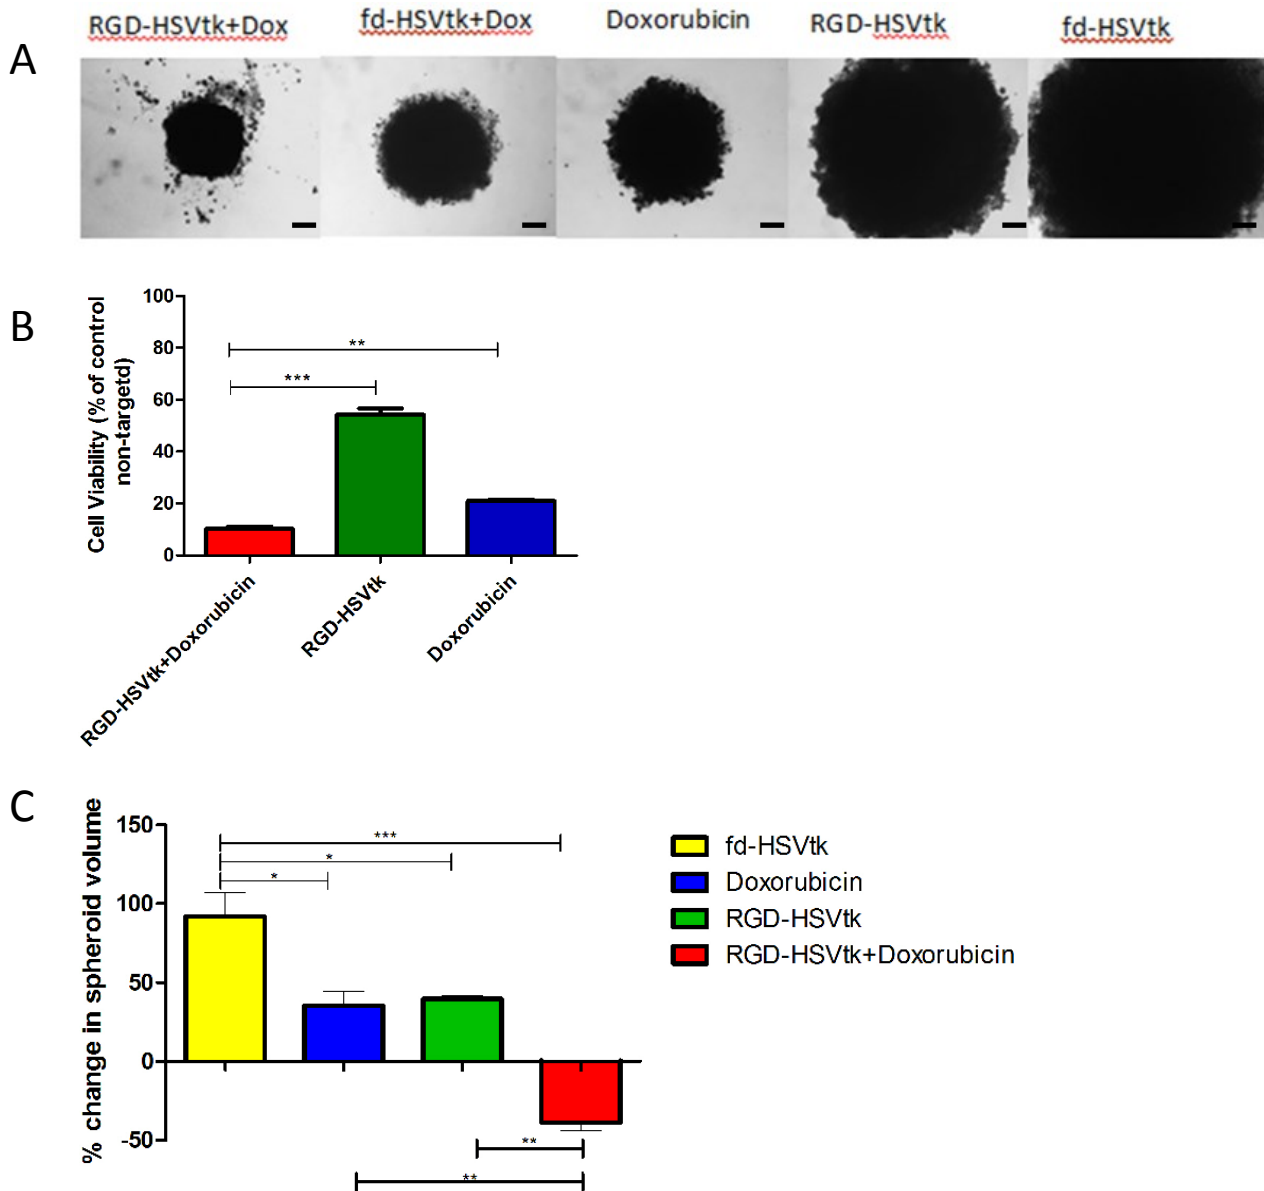 A
RGD-HSVtk+Dox
fd-HSVtk+Dox
Doxorubicin
RGD-HSVtk
fd-HSVtk
B
Cell Viability (% of control
non-targetd)
100
80
60
40
20
0
**
***
RGD-HSVtk+Doxorubicin
RGD-HSVtk
Doxorubicin
C
% change in spheroid volume
150
100
50
0
-50
***
*
*
**
**
fd-HSVtk
Doxorubicin
RGD-HSVtk
RGD-HSVtk+Doxorubicin